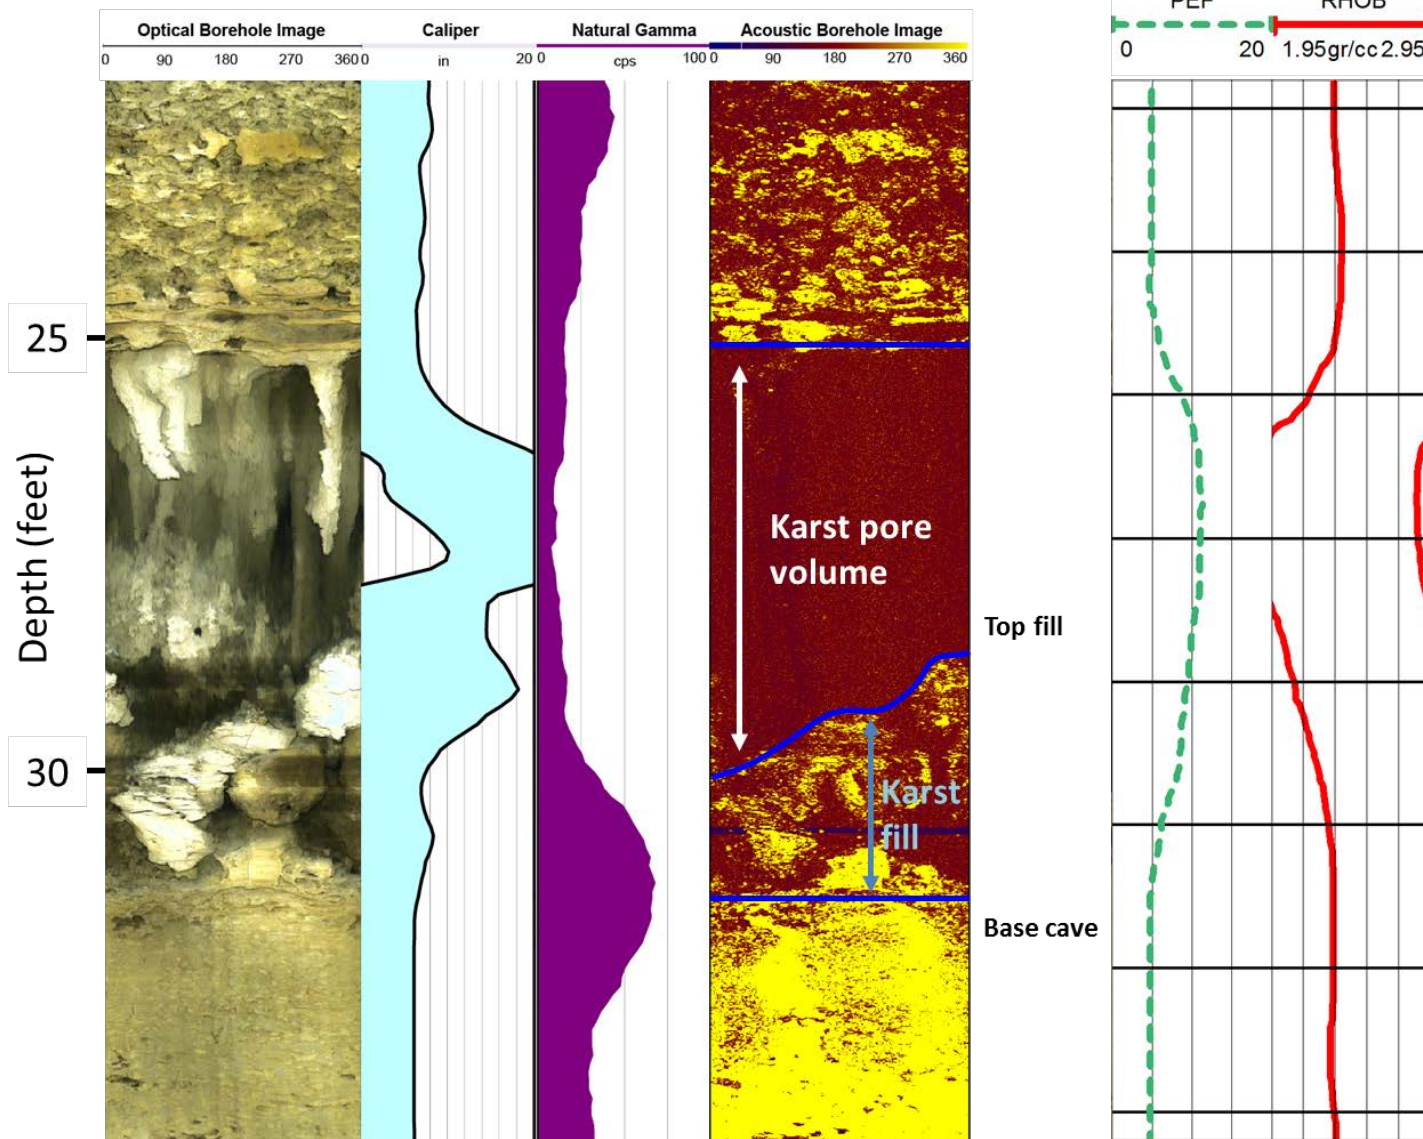 Optical Borehole Image
Caliper
Natural Gamma
Acoustic Borehole Image
0 90 180 270 360
0 in 20
0 cps 100
0 90 180 270 360
PEF
RHOB
0 20
1.95gr/cc 2.95
25
Depth (feet)
30
Karst pore
volume
Karst
fill
Top fill
Base cave